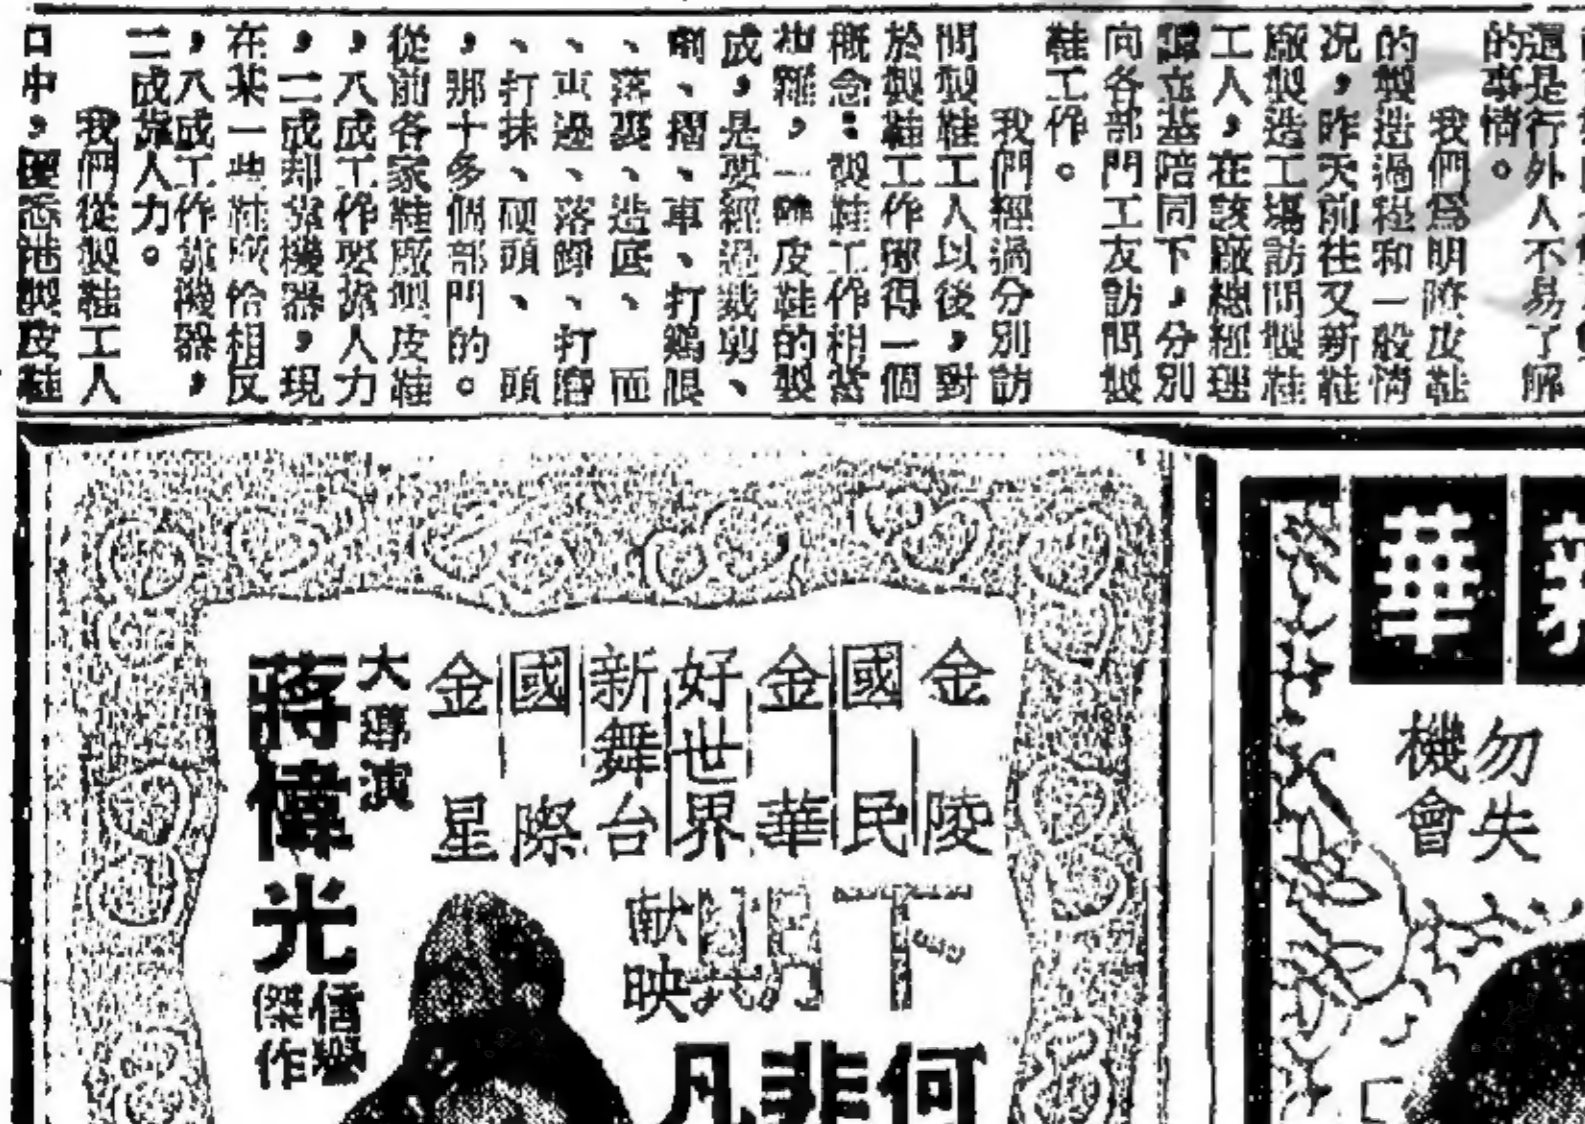 還是行外人不易了解
的事情。
我們爲明瞭皮鞋
的製造過程和一般情
况，昨天前往又新鞋
廠製造工場訪問製鞋
工人，在該廠總經理
譚立基陪同下，分別
向各部門工友訪問製
鞋工作。
我們經過分別訪
問製鞋工人以後，對
於製鞋工作獲得一個
概念：製鞋工作相當
複雜，一雙皮鞋的製
成，是要經過裁剪、
、摺、車、打鷄眼
、落裏、造底、面
、車邊、落踭、打磨
、打抹、頭、頭
，那十多個部門的。
從前各家鞋廠製皮鞋
，八成工作要靠人力
，二成却靠機器，現
在某一些鞋廠恰相反
，八成工作靠機器，
二成靠人力。
我們從製鞋工人
口中，獲悉港製皮鞋
華
勿失
機會
金陵
國民
金華
好世界
新舞台
國際
金星
下
期
聯共
献映
大導演
蔣偉光
傑作
何
非
凡